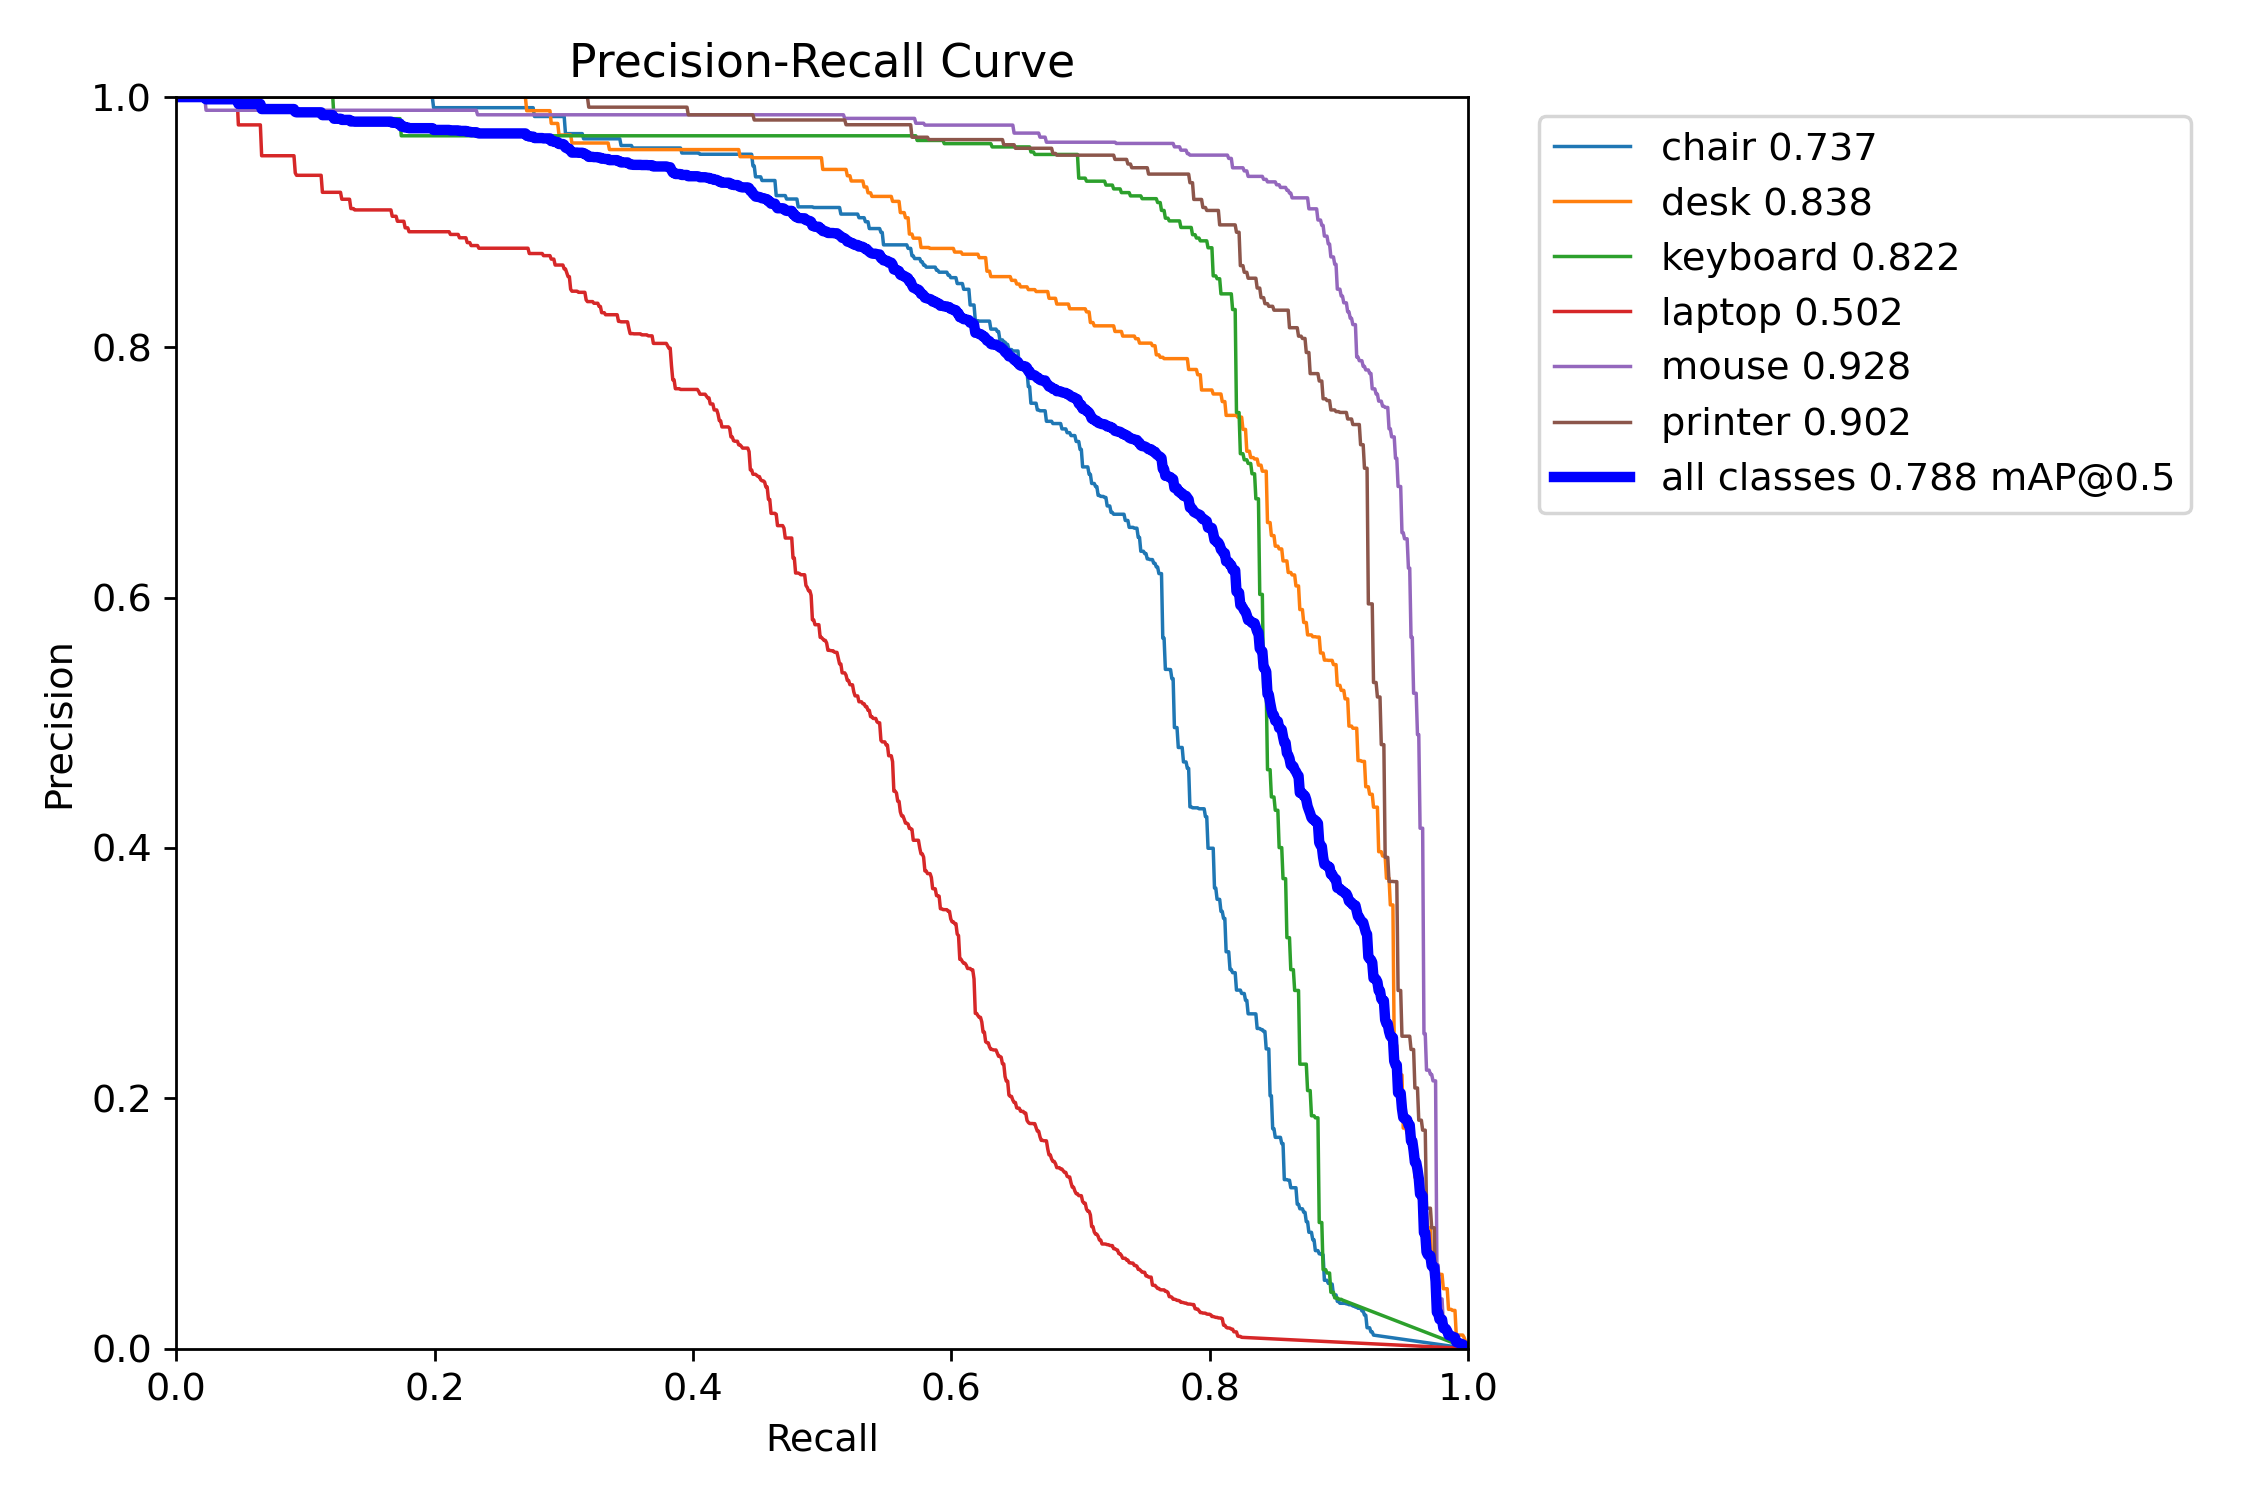 Precision-Recall Curve
1.0
0.8
0.6
0.4
0.2
0.0
Precision
0.0 0.2 0.4 0.6 0.8 1.0
Recall
chair 0.737
desk 0.838
keyboard 0.822
laptop 0.502
mouse 0.928
printer 0.902
all classes 0.788 mAP@0.5